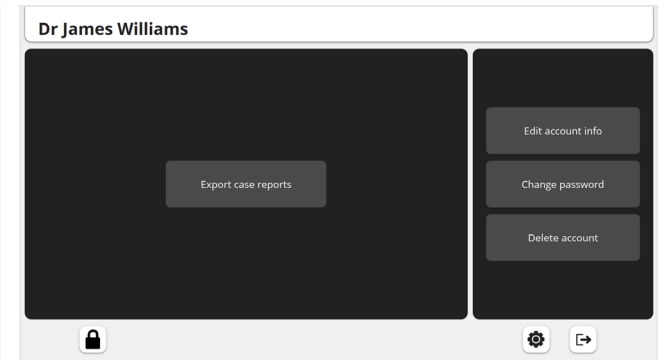 Dr James Williams
Export case reports
Edit account info
Change password
Delete account